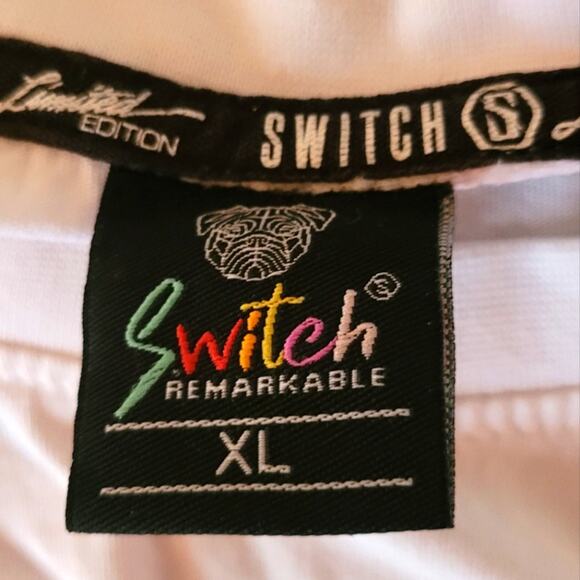 Limited
EDITION
SWITCH S
Switch
REMARKABLE
XL